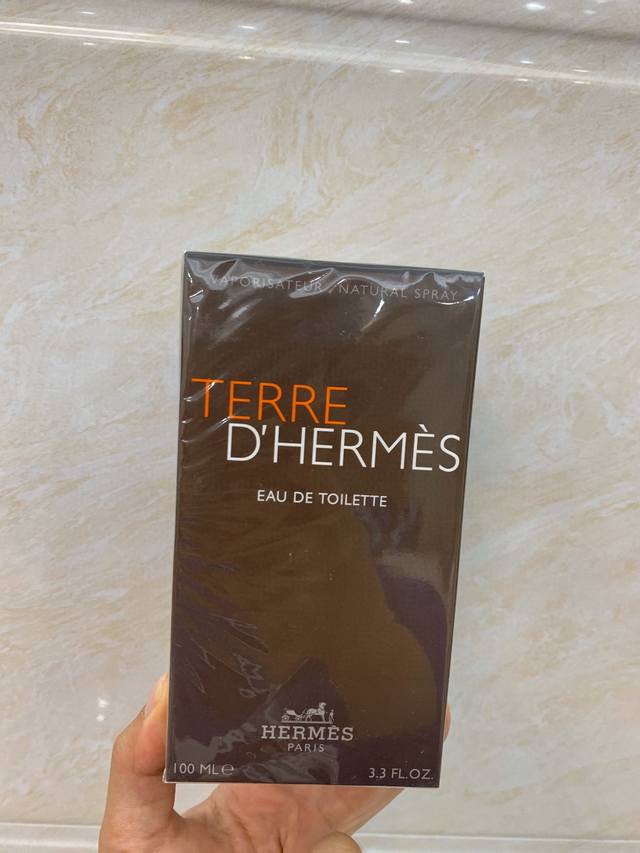 VAPORISATEUR . NATURAL SPRAY
TERRE
D'HERMÈS
EAU DE TOILETTE
HERMÈS
PARIS
100 ML ℮ 3.3 FL.OZ.